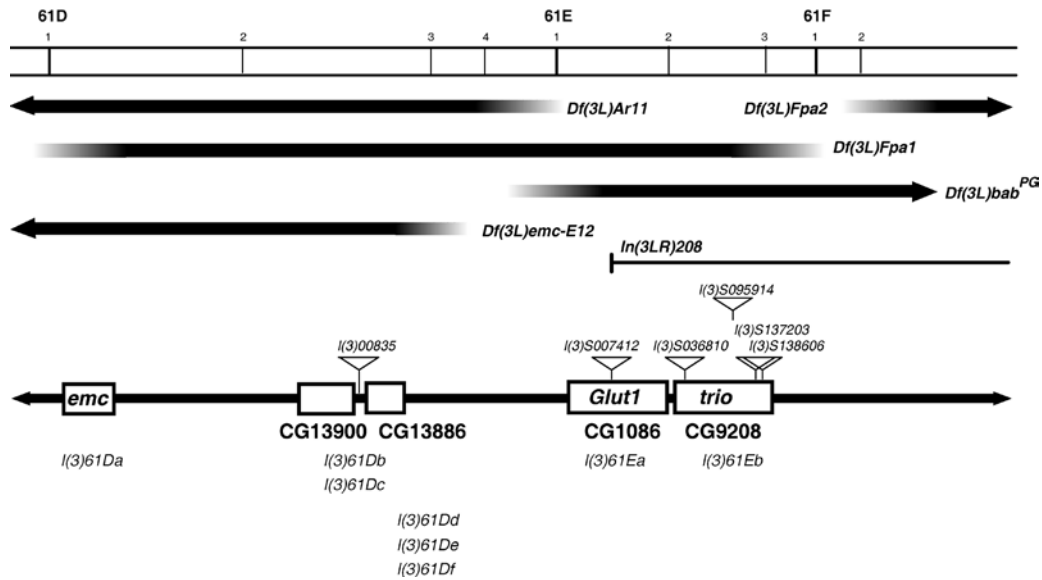 61D 61E 61F
1 2 3 4 1 2 3 1 2
Df(3L)Ar11 Df(3L)Fpa2
Df(3L)Fpa1
Df(3L)bab^PG
Df(3L)emc-E12
In(3LR)208
l(3)S095914
l(3)S137203
l(3)00835 l(3)S007412 l(3)S036810 l(3)S138606
emc Glut1 trio
CG13900 CG13886 CG1086 CG9208
l(3)61Da l(3)61Db l(3)61Ea l(3)61Eb
l(3)61Dc
l(3)61Dd
l(3)61De
l(3)61Df